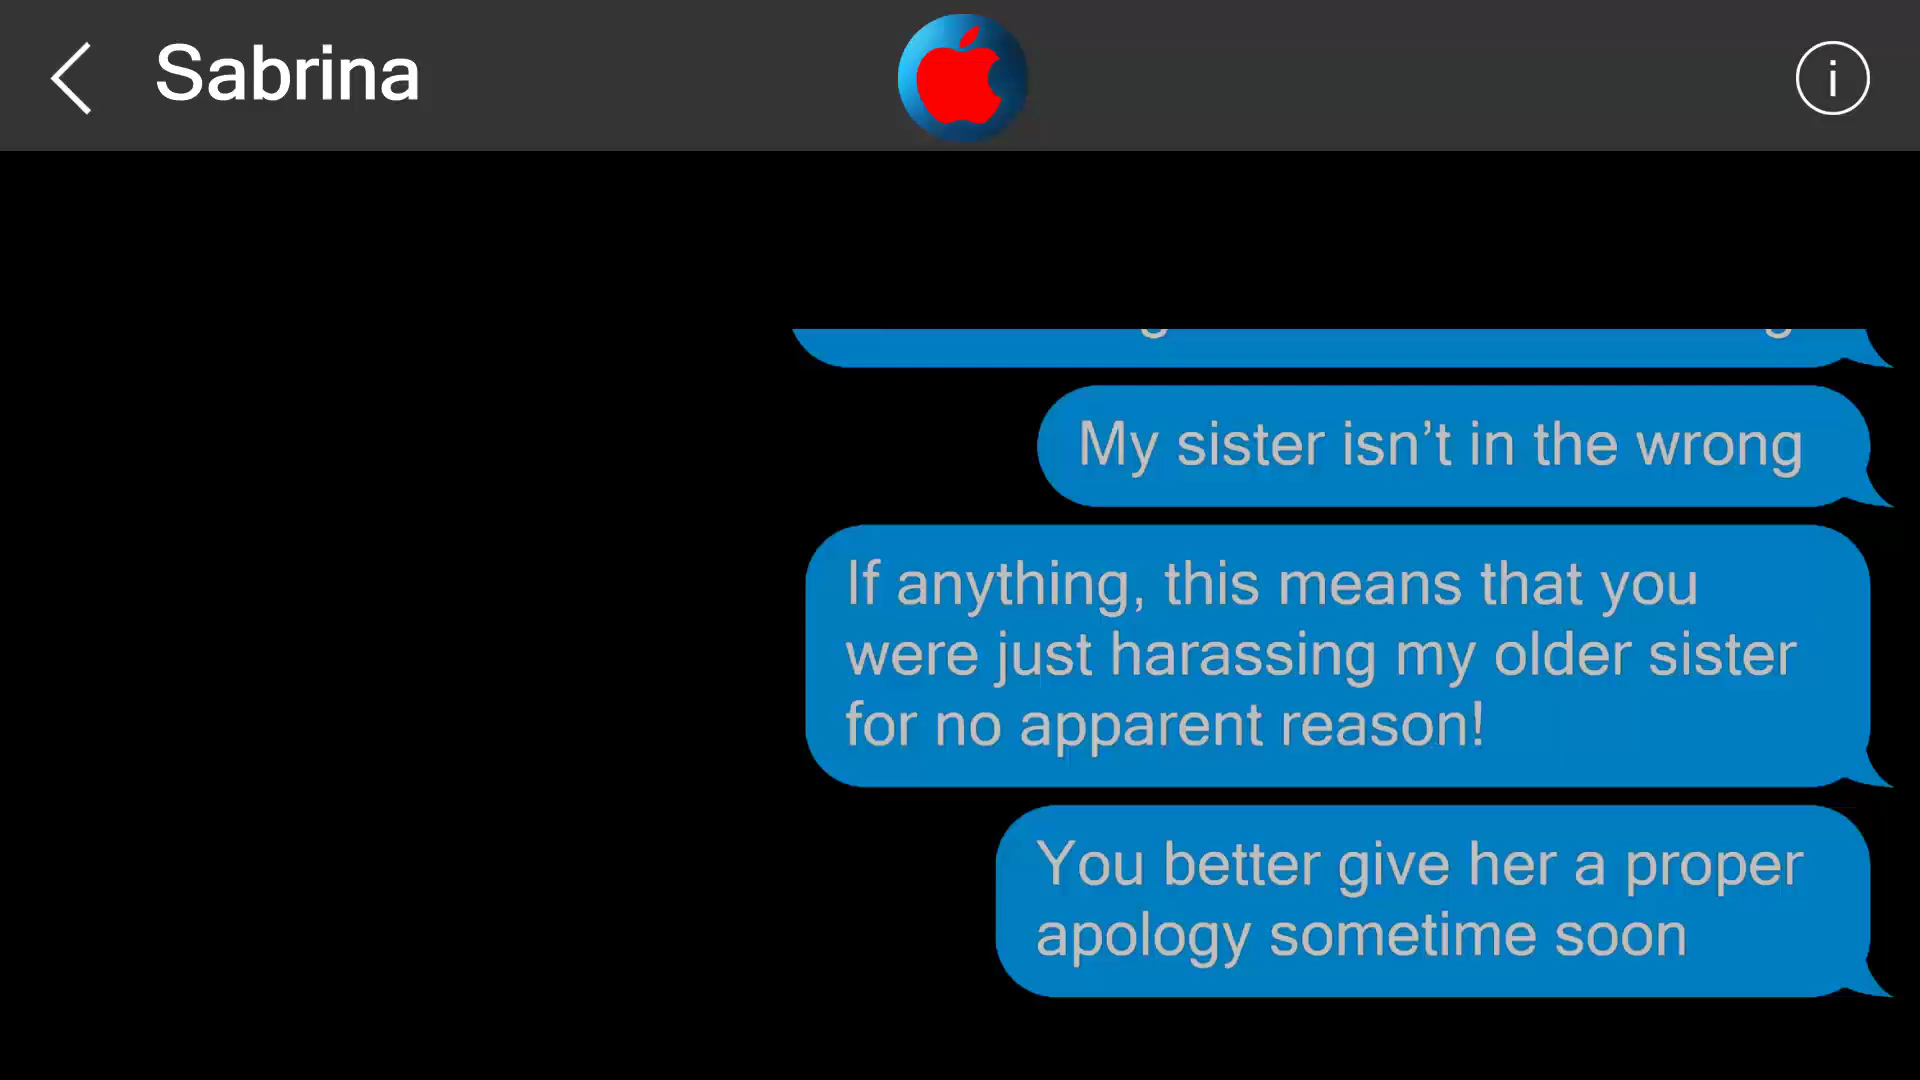 Sabrina
i
My sister isn’t in the wrong
If anything, this means that you
were just harassing my older sister
for no apparent reason!
You better give her a proper
apology sometime soon